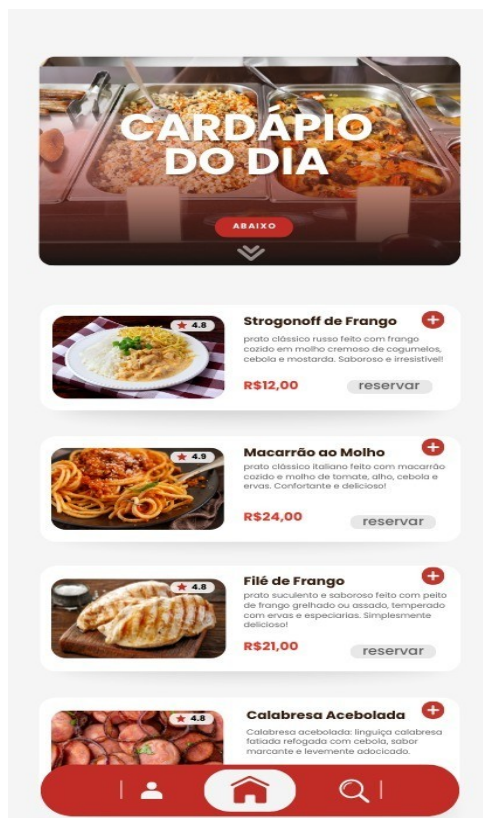 CARDÁPIO
DO DIA
ABAIXO
4.8
Strogonoff de Frango
prato clássico russo feito com frango
cozido em molho cremoso de cogumelos,
cebola e mostarda. Saboroso e irresistível!
R$12,00
reservar
4.9
Macarrão ao Molho
prato clássico italiano feito com macarrão
cozido e molho de tomate, alho, cebola e
ervas. Confortante e delicioso!
R$24,00
reservar
4.8
Filé de Frango
prato suculento e saboroso feito com peito
de frango grelhado ou assado, temperado
com ervas e especiarias. Simplesmente
delicioso!
R$21,00
reservar
4.8
Calabresa Acebolada
Calabresa acebolada: linguiça calabresa
fatiada refogada com cebola, sabor
marcante e levemente adocicado.